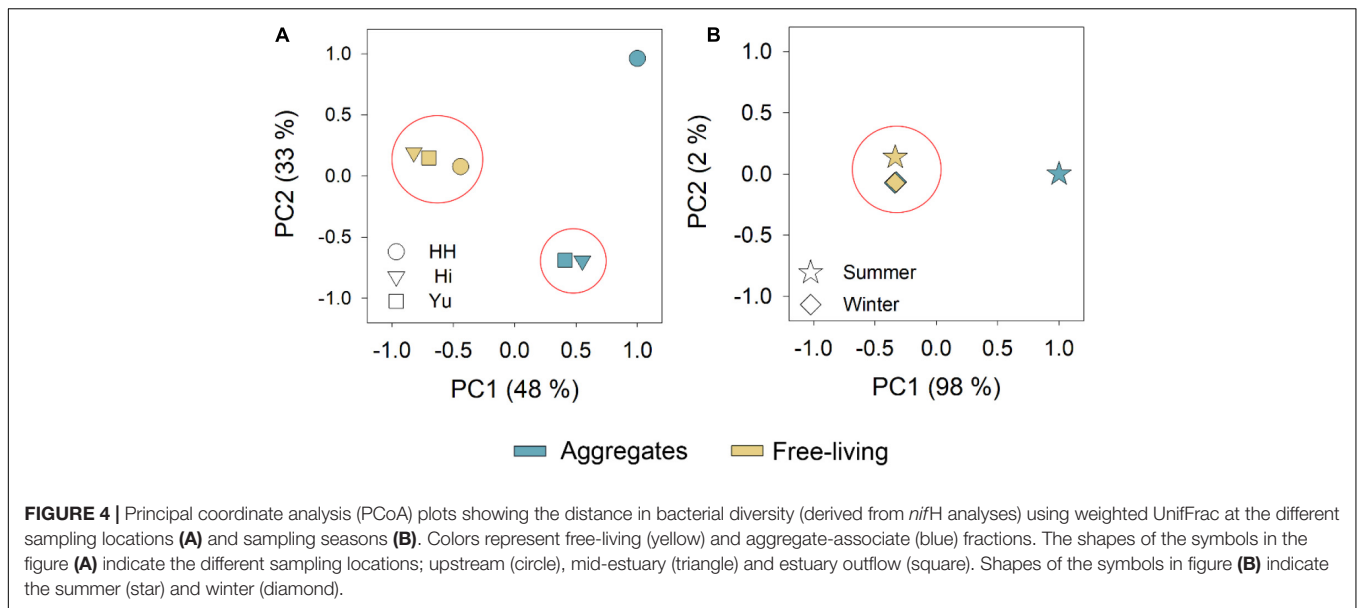 A
B
1.0
0.5
0.0
-0.5
-1.0
PC2 (33 %)
HH
Hi
Yu
-1.0 -0.5 0.0 0.5 1.0
PC1 (48 %)
1.0
0.5
0.0
-0.5
-1.0
PC2 (2 %)
Summer
Winter
-1.0 -0.5 0.0 0.5 1.0
PC1 (98 %)
Aggregates Free-living
FIGURE 4 | Principal coordinate analysis (PCoA) plots showing the distance in bacterial diversity (derived from nifH analyses) using weighted UnifFrac at the different
sampling locations (A) and sampling seasons (B). Colors represent free-living (yellow) and aggregate-associate (blue) fractions. The shapes of the symbols in the
figure (A) indicate the different sampling locations; upstream (circle), mid-estuary (triangle) and estuary outflow (square). Shapes of the symbols in figure (B) indicate
the summer (star) and winter (diamond).